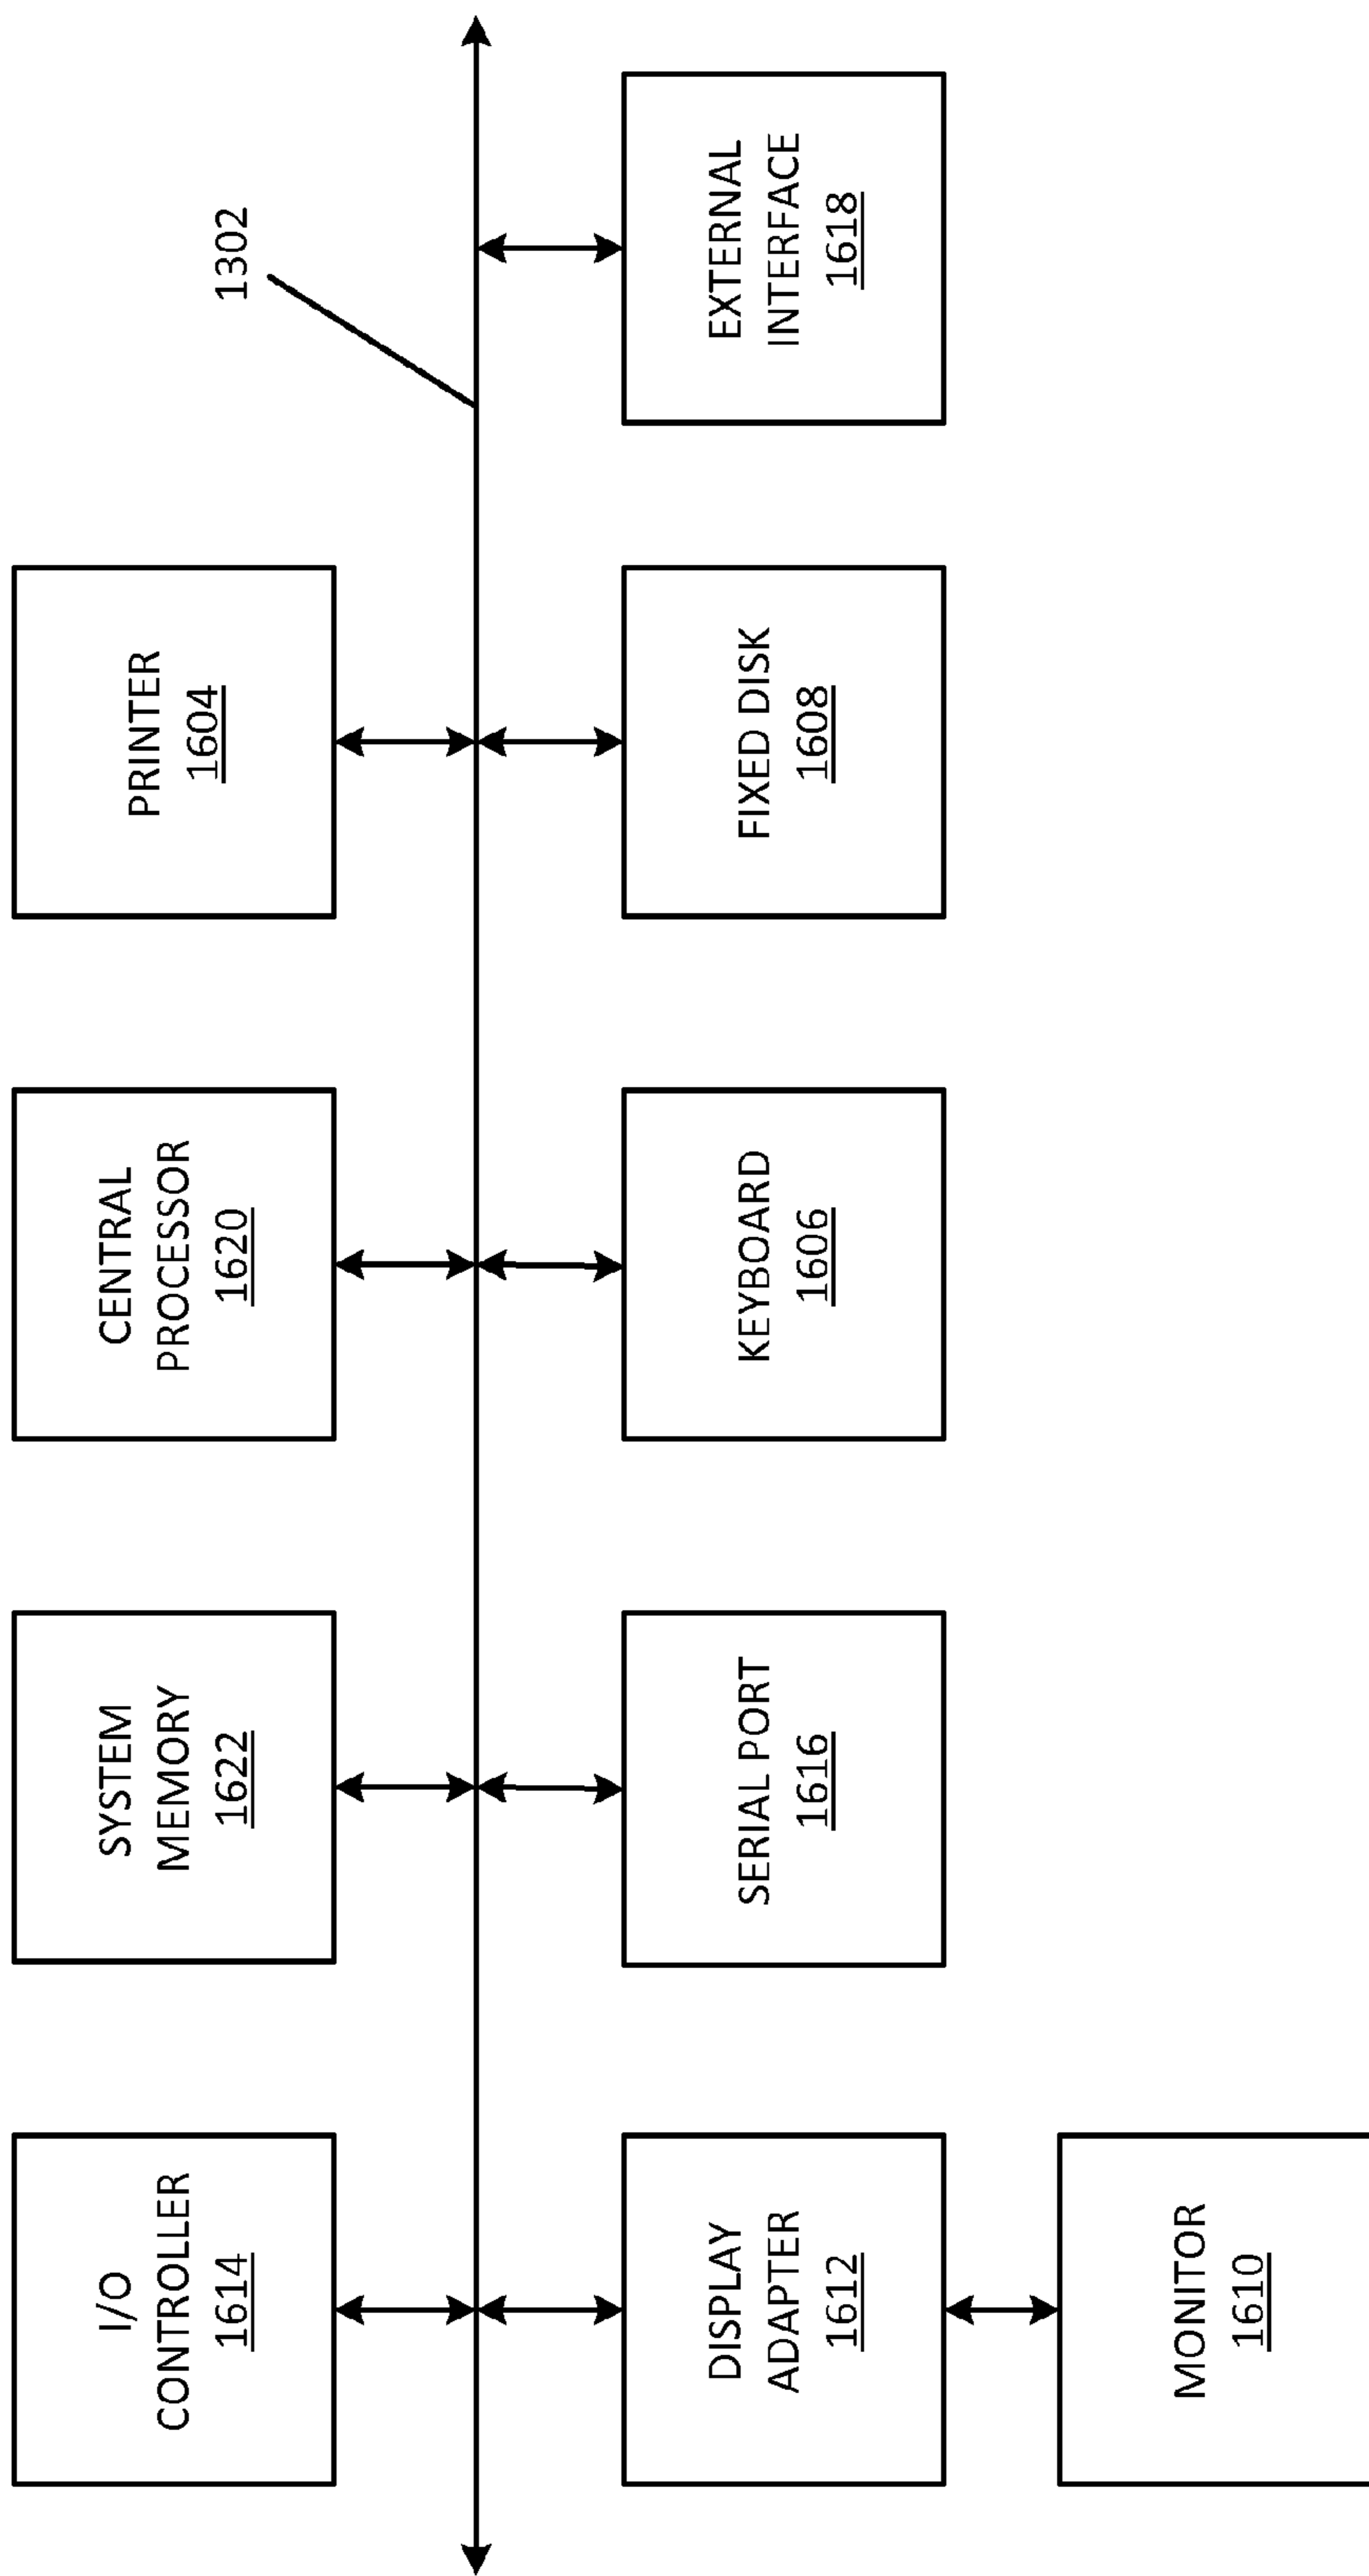 I/O
CONTROLLER
1614
SYSTEM
MEMORY
1622
CENTRAL
PROCESSOR
1620
PRINTER
1604
1302
DISPLAY
ADAPTER
1612
SERIAL PORT
1616
KEYBOARD
1606
FIXED DISK
1608
EXTERNAL
INTERFACE
1618
MONITOR
1610